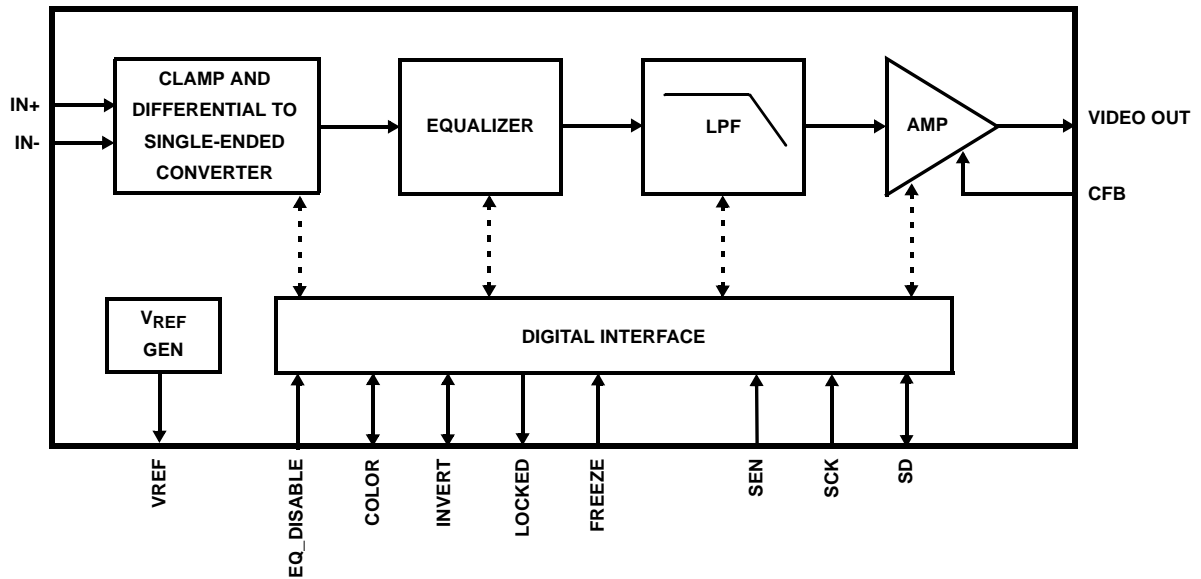 IN+
IN-
CLAMP AND
DIFFERENTIAL TO
SINGLE-ENDED
CONVERTER
EQUALIZER
LPF
AMP
VIDEO OUT
CFB
VREF
GEN
DIGITAL INTERFACE
VREF
EQ_DISABLE
COLOR
INVERT
LOCKED
FREEZE
SEN
SCK
SD